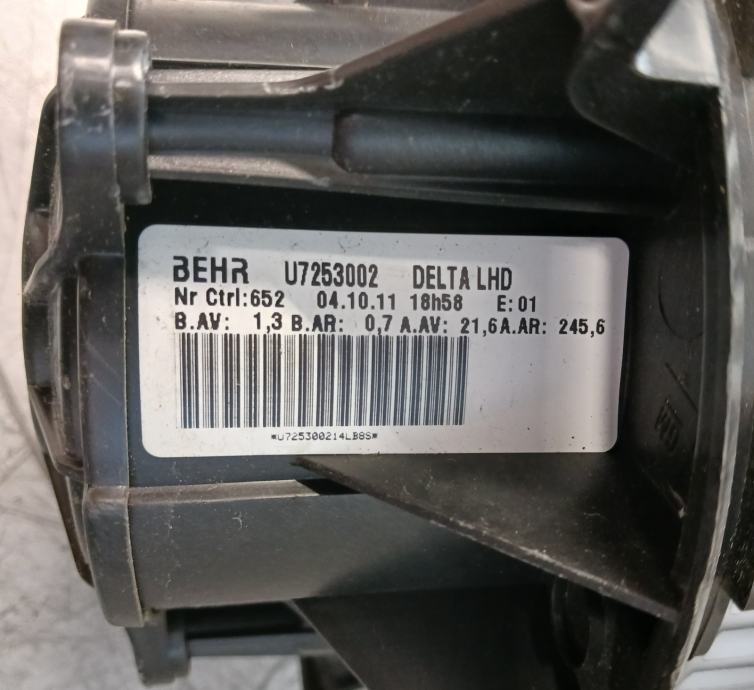 BEHR U7253002 DELTA LHD
Nr Ctrl:652 04.10.11 18h58 E:01
B.AV: 1,3 B.AR: 0,7 A.AV: 21,6 A.AR: 245,6
*U725300214LB8S*